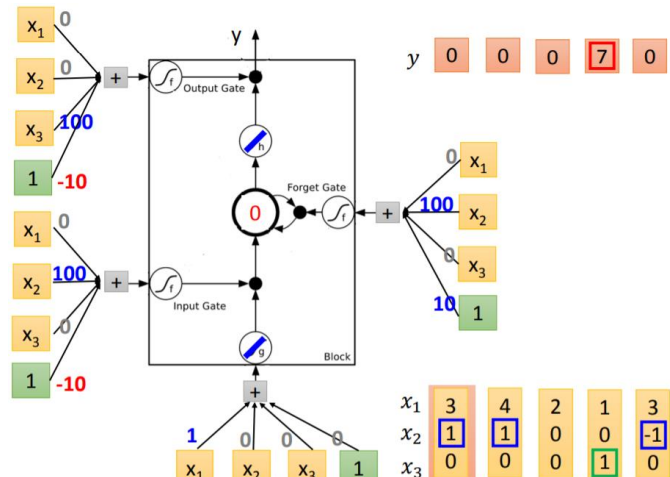 x₁ 0
x₂ 0
x₃ 100
1 -10
+
f
Output Gate
y
h
y 0 0 0 7 0
0
Forget Gate
f
+
0 x₁
100 x₂
0 x₃
10 1
x₁ 0
x₂ 100
x₃ 0
1 -10
+
f
Input Gate
g
Block
+
1 0 0 0
x₁ x₂ x₃ 1
x₁ 3 4 2 1 3
x₂ 1 1 0 0 -1
x₃ 0 0 0 1 0